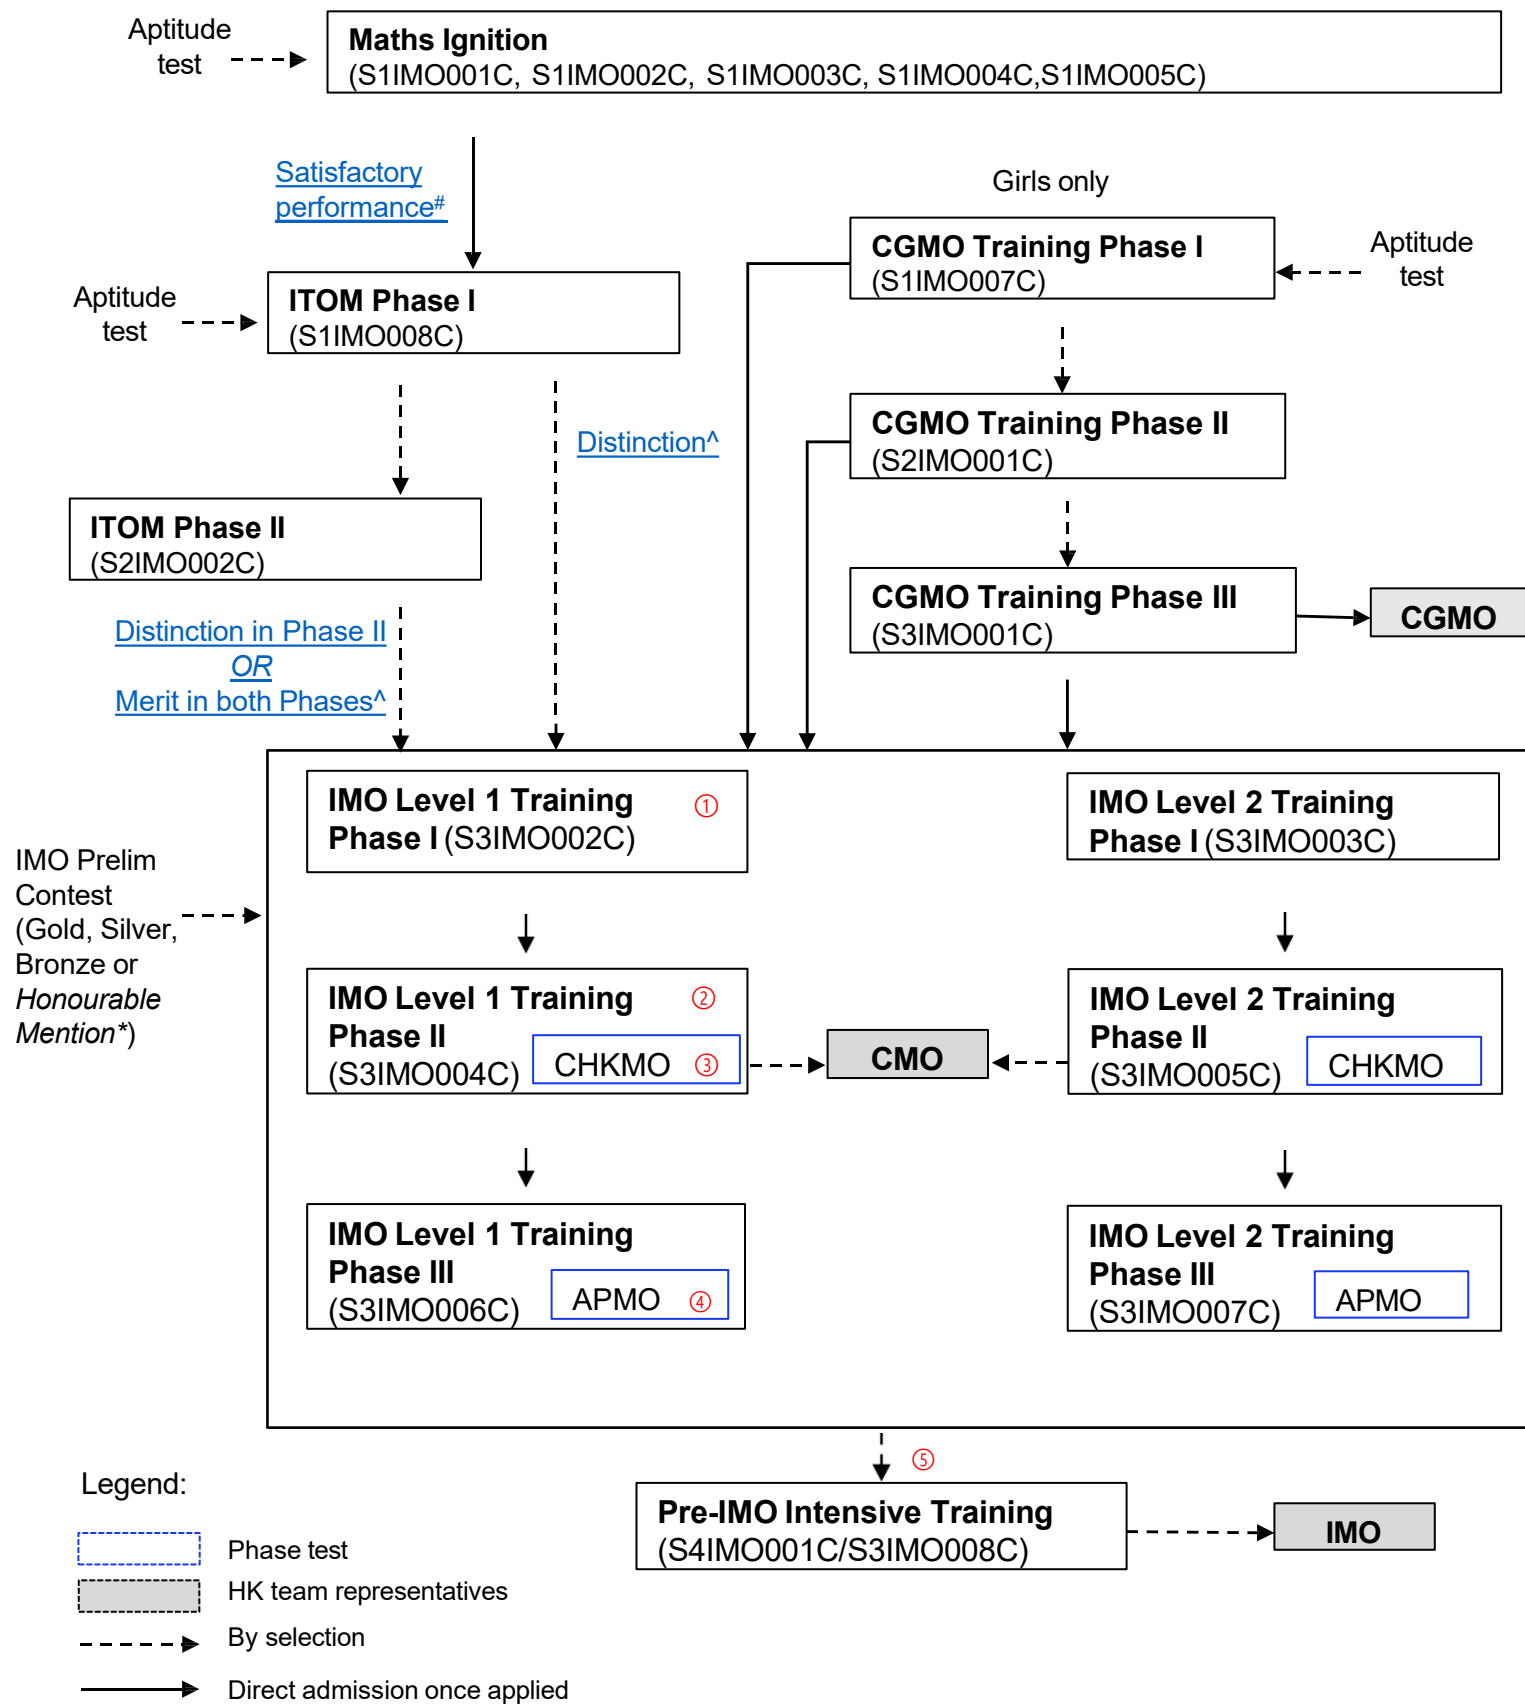 Aptitude
test
Maths Ignition
(S1IMO001C, S1IMO002C, S1IMO003C, S1IMO004C,S1IMO005C)
Satisfactory
performance#
Girls only
CGMO Training Phase I
(S1IMO007C)
Aptitude
test
Aptitude
test
ITOM Phase I
(S1IMO008C)
Distinction^
CGMO Training Phase II
(S2IMO001C)
ITOM Phase II
(S2IMO002C)
CGMO Training Phase III
(S3IMO001C)
CGMO
Distinction in Phase II
OR
Merit in both Phases^
IMO Prelim
Contest
(Gold, Silver,
Bronze or
Honourable
Mention*)
IMO Level 1 Training ①
Phase I (S3IMO002C)
IMO Level 2 Training
Phase I (S3IMO003C)
IMO Level 1 Training ②
Phase II
(S3IMO004C)
CHKMO ③
CMO
IMO Level 2 Training
Phase II
(S3IMO005C)
CHKMO
IMO Level 1 Training
Phase III
(S3IMO006C)
APMO ④
IMO Level 2 Training
Phase III
(S3IMO007C)
APMO
⑤
Pre-IMO Intensive Training
(S4IMO001C/S3IMO008C)
IMO
Legend:
Phase test
HK team representatives
By selection
Direct admission once applied